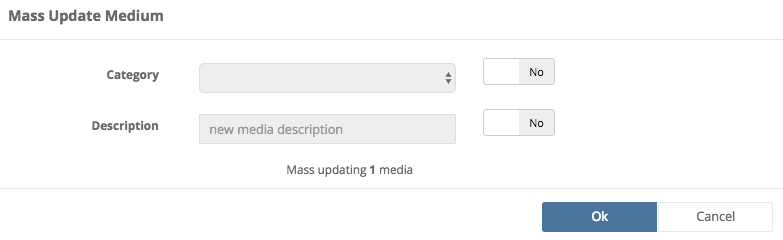 Mass Update Medium
Category No
Description new media description No
Mass updating 1 media
Ok Cancel